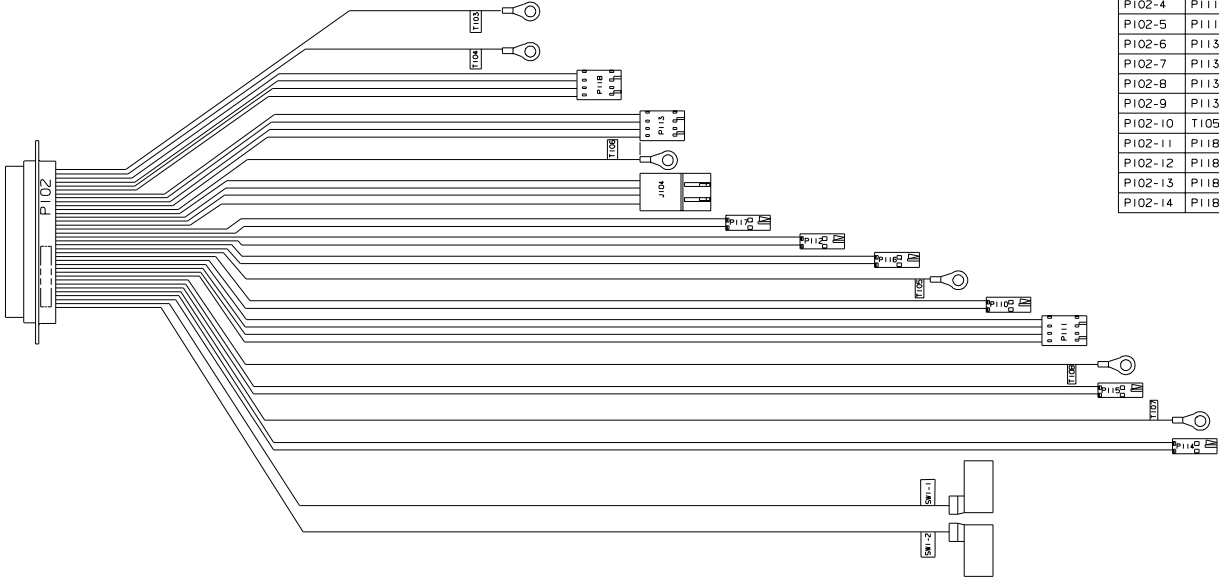 P102-4 P111
P102-5 P111
P102-6 P113
P102-7 P113
P102-8 P113
P102-9 P113
P102-10 T105
P102-11 P118
P102-12 P118
P102-13 P118
P102-14 P118
T103
T104
P118
P113
T106
J104
P102
P117
P112
P116
T105
P110
P111
T108
P115
T107
P114
SW1-1
SW1-2